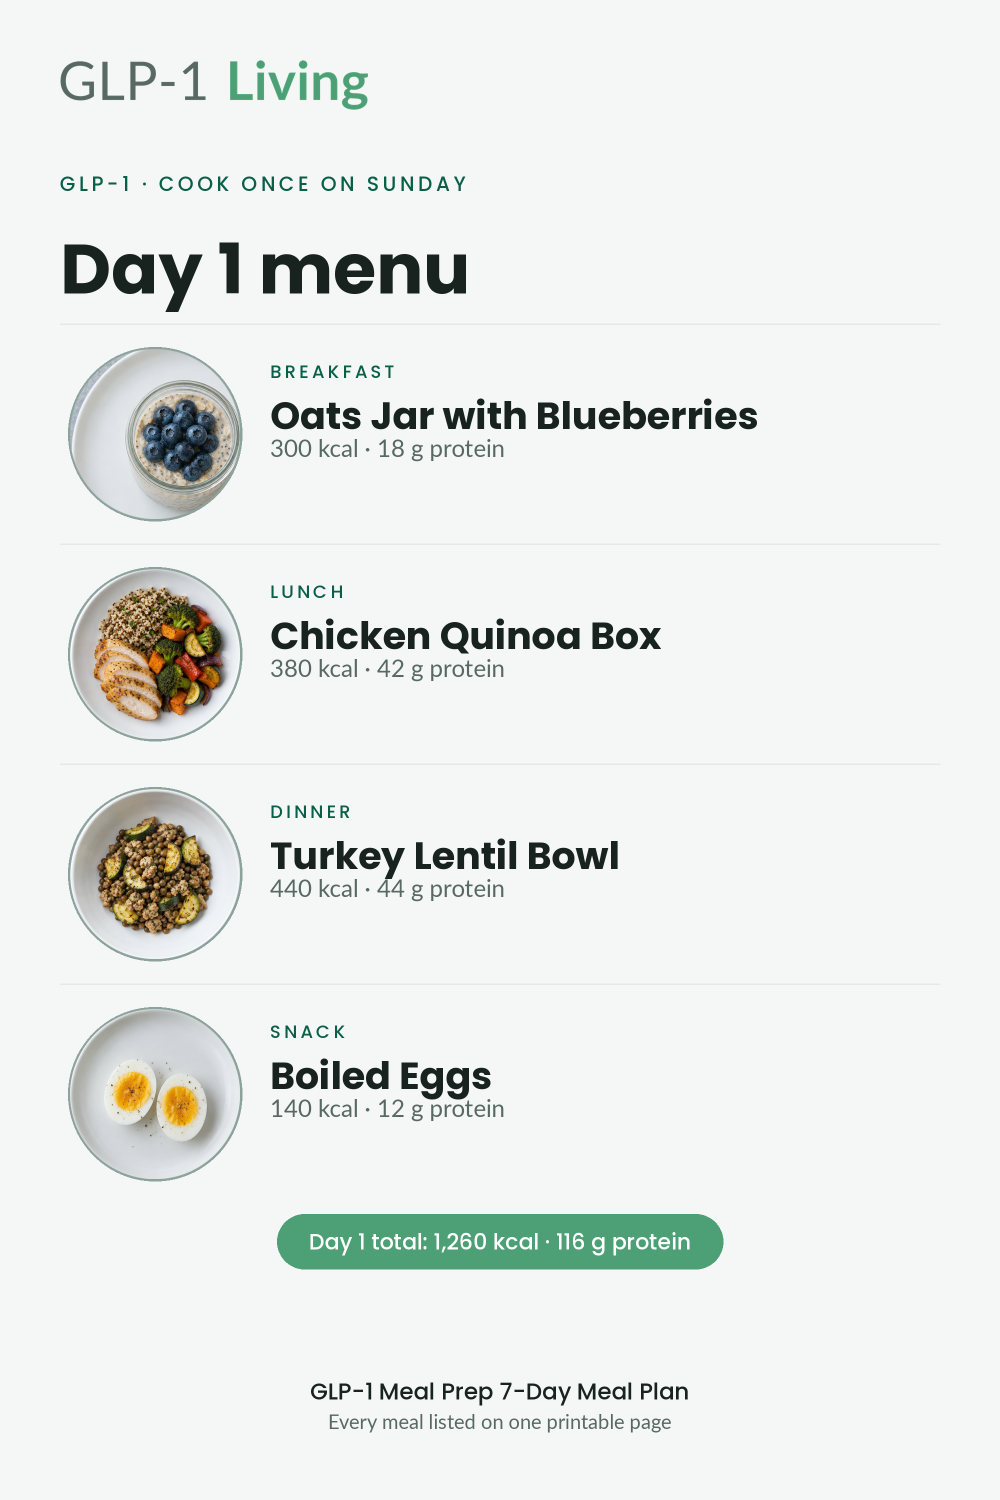 GLP-1 Living
GLP-1 · COOK ONCE ON SUNDAY
Day 1 menu
BREAKFAST
Oats Jar with Blueberries
300 kcal · 18 g protein
LUNCH
Chicken Quinoa Box
380 kcal · 42 g protein
DINNER
Turkey Lentil Bowl
440 kcal · 44 g protein
SNACK
Boiled Eggs
140 kcal · 12 g protein
Day 1 total: 1,260 kcal · 116 g protein
GLP-1 Meal Prep 7-Day Meal Plan
Every meal listed on one printable page